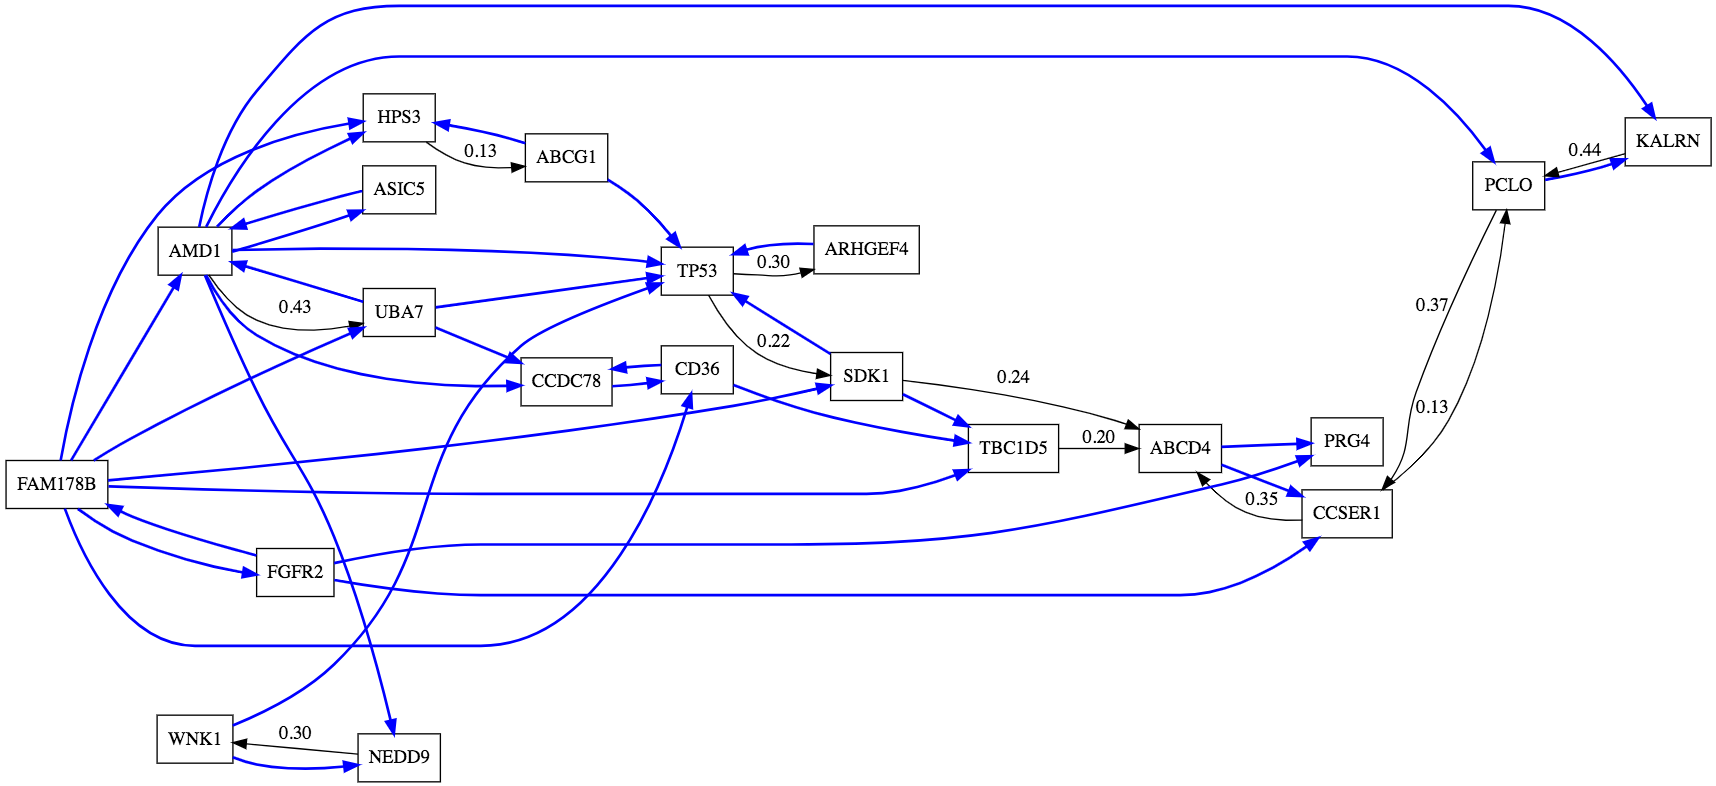 HPS3
0.13
ABCG1
KALRN
0.44
PCLO
ASIC5
AMD1
ARHGEF4
TP53
0.30
0.43
UBA7
0.22
0.37
CCDC78
CD36
SDK1
0.24
0.13
TBC1D5
0.20
ABCD4
PRG4
FAM178B
0.35
CCSER1
FGFR2
WNK1
0.30
NEDD9